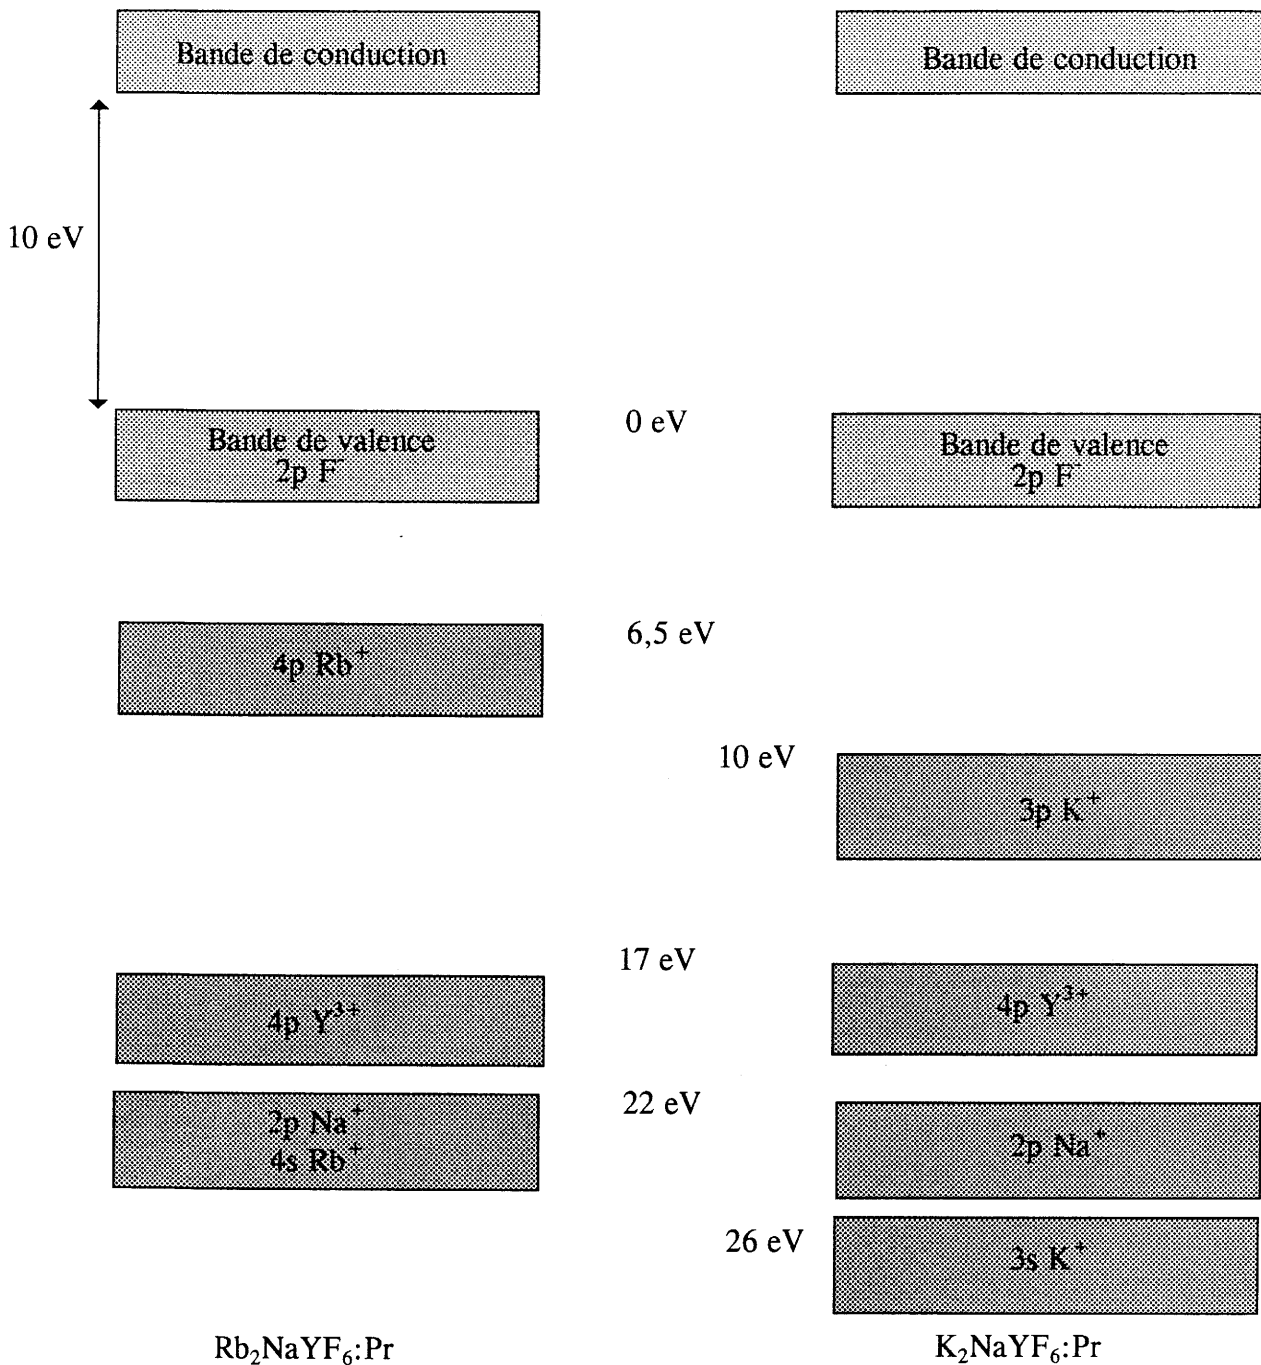 Bande de conduction
Bande de conduction
10 eV
0 eV
Bande de valence
2p F⁻
Bande de valence
2p F⁻
6,5 eV
4p Rb⁺
10 eV
3p K⁺
17 eV
4p Y³⁺
4p Y³⁺
22 eV
2p Na⁺
4s Rb⁺
2p Na⁺
26 eV
3s K⁺
Rb₂NaYF₆:Pr
K₂NaYF₆:Pr